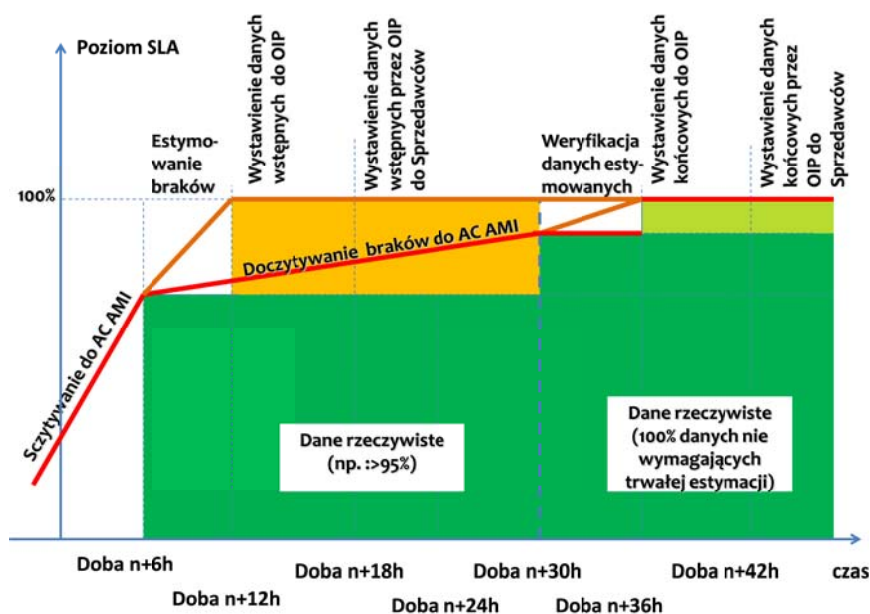 Poziom SLA
Estymo-
wanie
braków
Wystawienie danych
wstępnych do OIP
Wystawienie danych
wstępnych przez OIP
do Sprzedawców
Weryfikacja
danych esty-
mowanych
Wystawienie danych
końcowych do OIP
Wystawienie danych
końcowych przez
OIP do
Sprzedawców
100%
Sczytywanie do AC AMI
Doczytywanie braków do AC AMI
Dane rzeczywiste
(np. :>95%)
Dane rzeczywiste
(100% danych nie
wymagających
trwałej estymacji)
Doba n+6h
Doba n+12h
Doba n+18h
Doba n+24h
Doba n+30h
Doba n+36h
Doba n+42h
czas